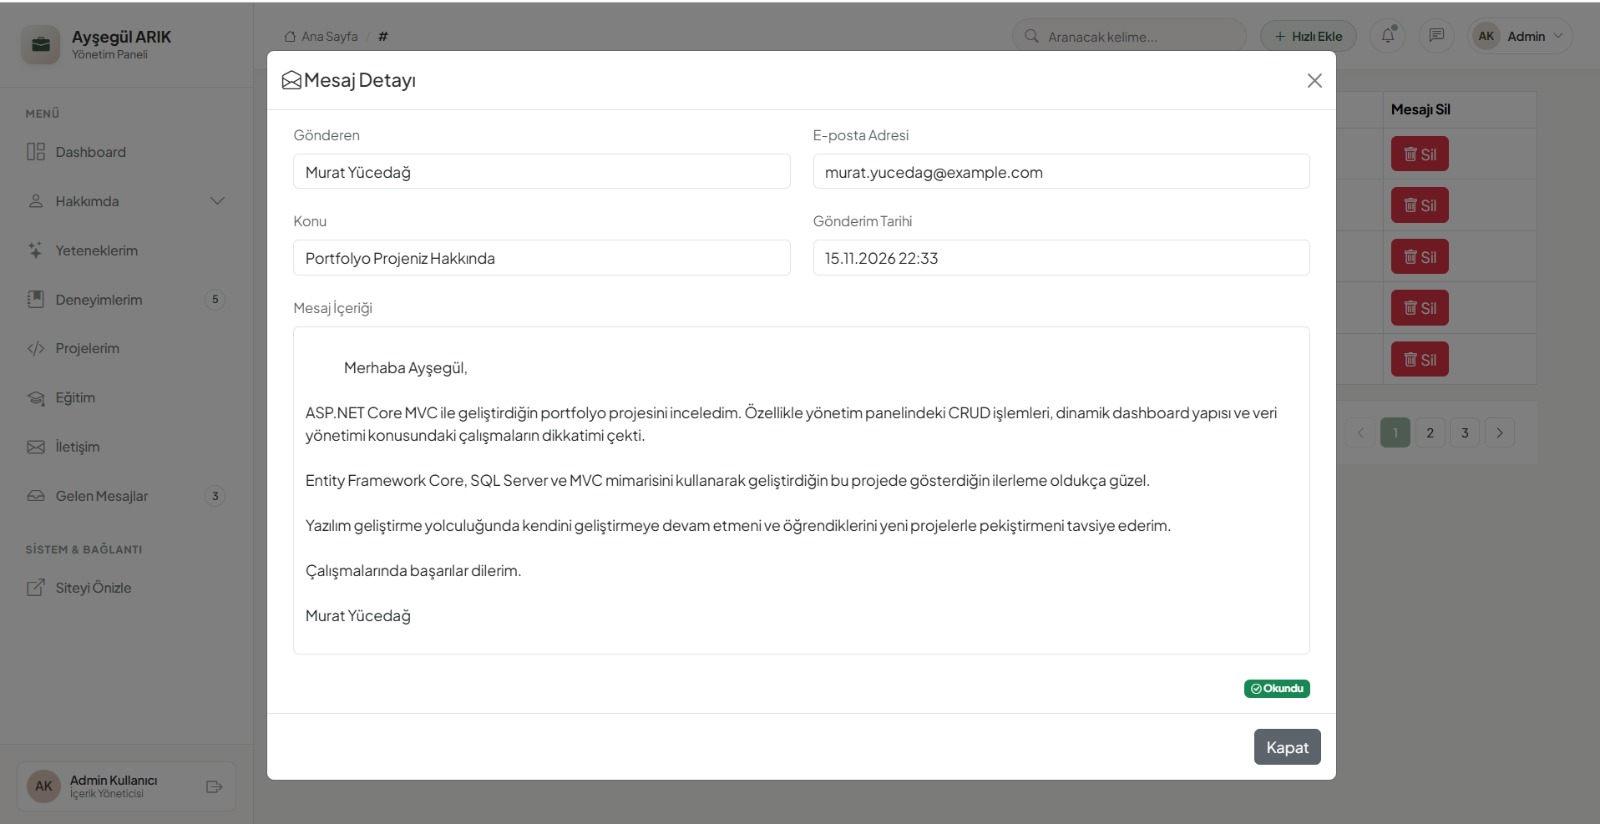 Ayşegül ARIK
Yönetim Paneli
Ana Sayfa / #
Aranacak kelime...
+ Hızlı Ekle
AK Admin
MENÜ
Dashboard
Hakkımda
Yeteneklerim
Deneyimlerim 5
Projelerim
Eğitim
İletişim
Gelen Mesajlar 3
SİSTEM & BAĞLANTI
Siteyi Önizle
AK
Admin Kullanıcı
İçerik Yöneticisi
Mesaj Detayı
Gönderen
Murat Yücedağ
E-posta Adresi
murat.yucedag@example.com
Konu
Portfolyo Projeniz Hakkında
Gönderim Tarihi
15.11.2026 22:33
Mesaj İçeriği
Merhaba Ayşegül,
ASP.NET Core MVC ile geliştirdiğin portfolyo projesini inceledim. Özellikle yönetim panelindeki CRUD işlemleri, dinamik dashboard yapısı ve veri
yönetimi konusundaki çalışmaların dikkatimi çekti.
Entity Framework Core, SQL Server ve MVC mimarisini kullanarak geliştirdiğin bu projede gösterdiğin ilerleme oldukça güzel.
Yazılım geliştirme yolculuğunda kendini geliştirmeye devam etmeni ve öğrendiklerini yeni projelerle pekiştirmeni tavsiye ederim.
Çalışmalarında başarılar dilerim.
Murat Yücedağ
Okundu
Kapat
Mesajı Sil
Sil
Sil
Sil
Sil
Sil
1 2 3